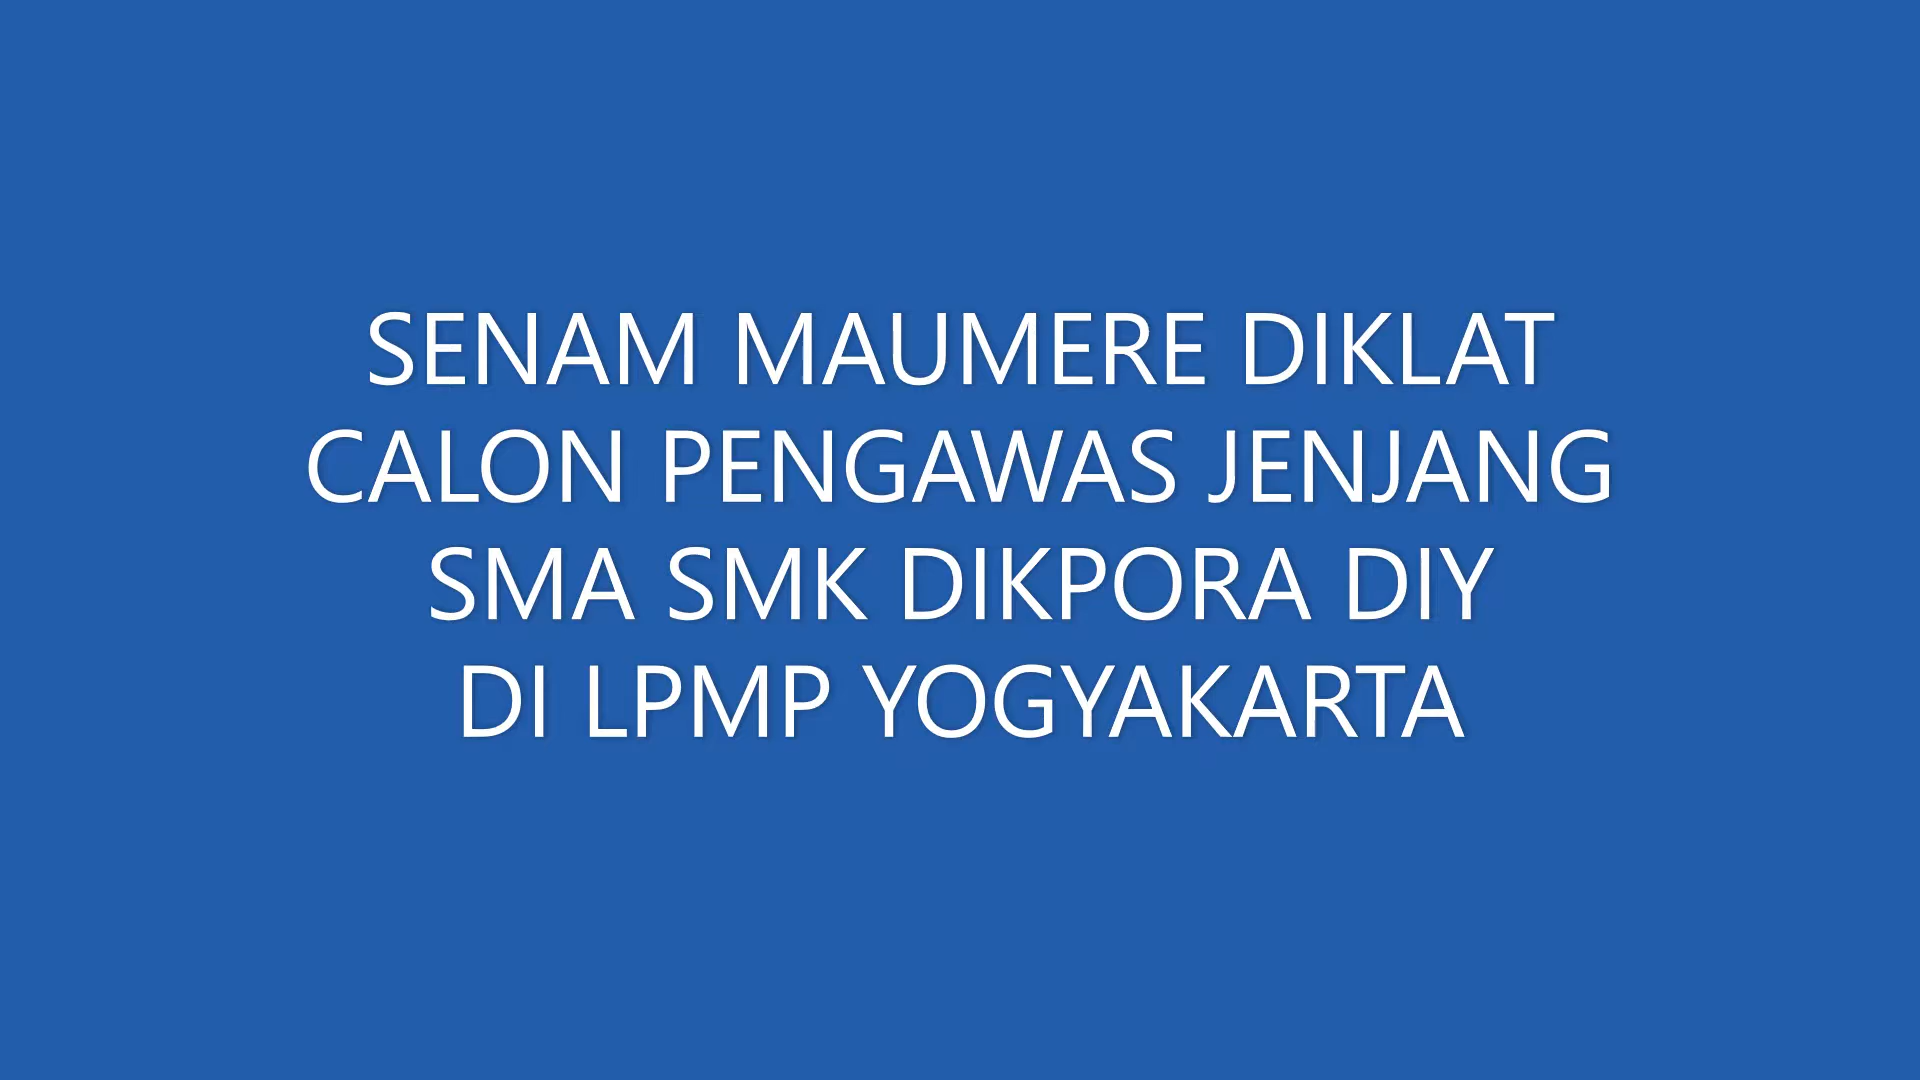 SENAM MAUMERE DIKLAT
CALON PENGAWAS JENJANG
SMA SMK DIKPORA DIY
DI LPMP YOGYAKARTA